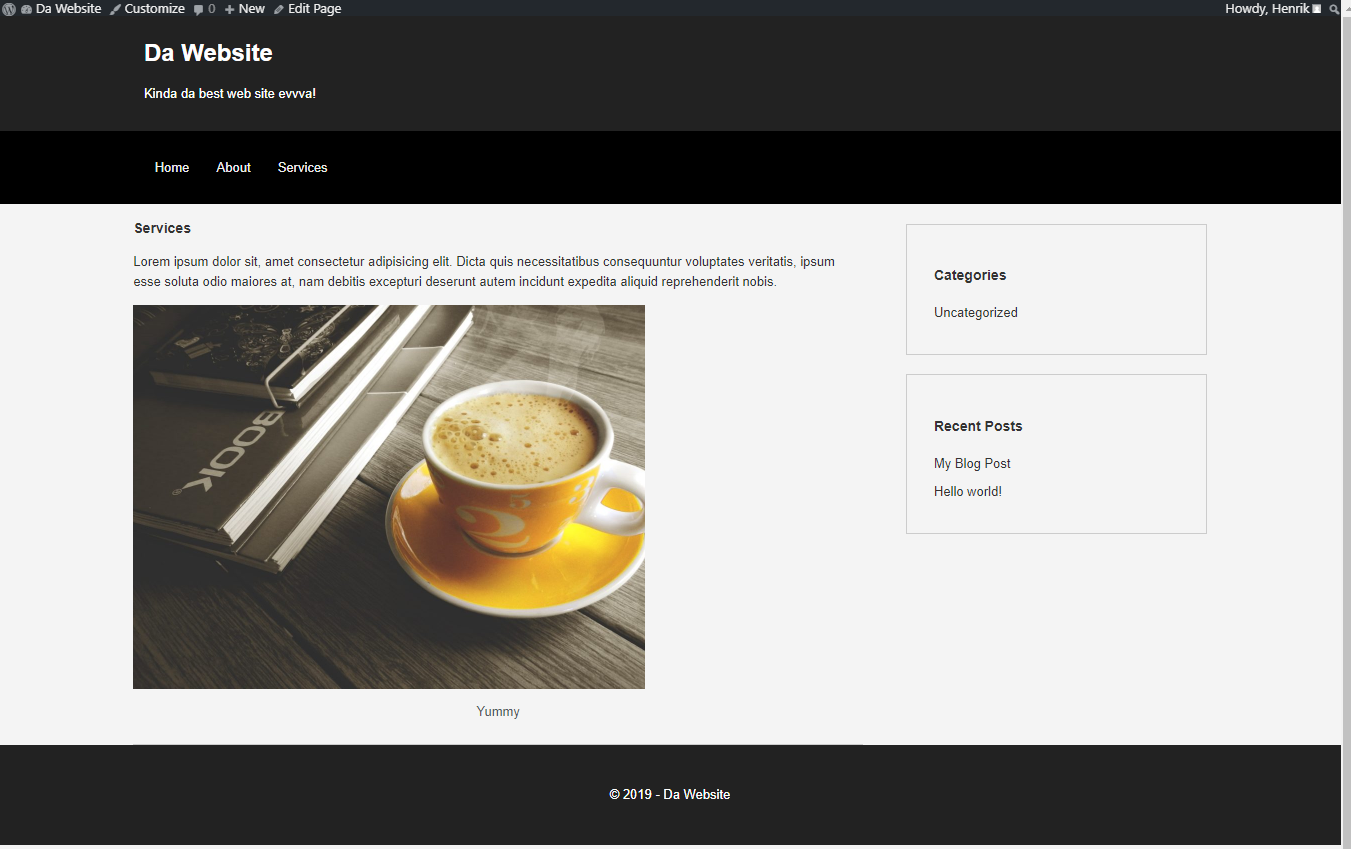 Da Website Customize 0 New Edit Page Howdy, Henrik
Da Website
Kinda da best web site evvva!
Home About Services
Services
Lorem ipsum dolor sit, amet consectetur adipisicing elit. Dicta quis necessitatibus consequuntur voluptates veritatis, ipsum
esse soluta odio maiores at, nam debitis excepturi deserunt autem incidunt expedita aliquid reprehenderit nobis.
BOOK®
5
2
Yummy
Categories
Uncategorized
Recent Posts
My Blog Post
Hello world!
© 2019 - Da Website